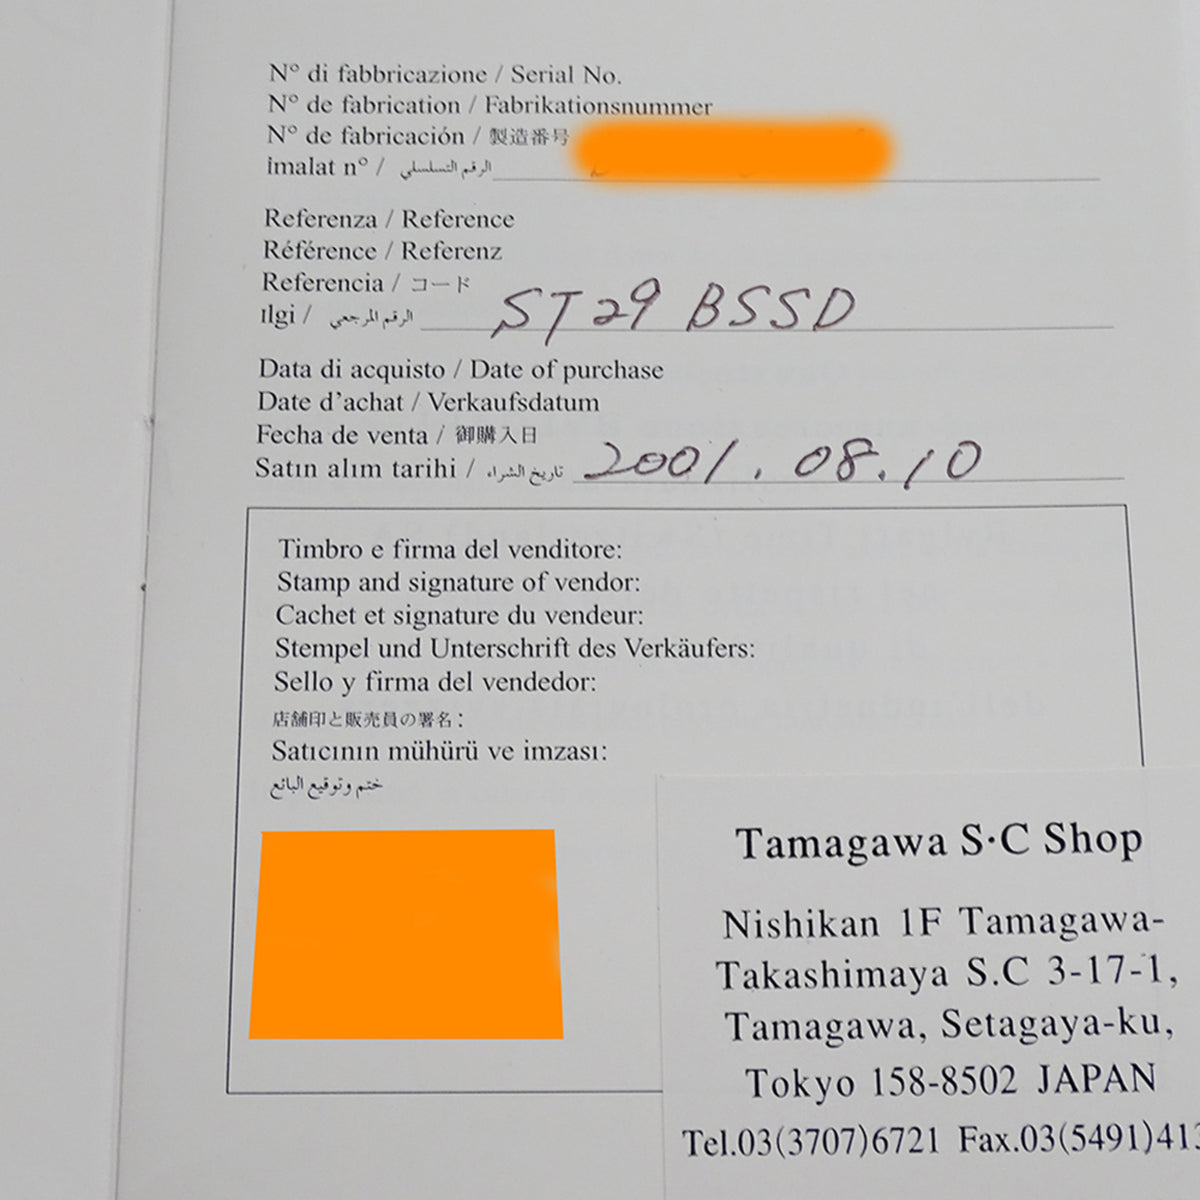 N° di fabbricazione / Serial No.
N° de fabrication / Fabrikationsnummer
N° de fabricación / 製造番号
imalat n° / الرقم التسلسلي
Referenza / Reference
Référence / Referenz
Referencia / コード
ılgi / الرقم المرجعي ST29 BSSD
Data di acquisto / Date of purchase
Date d'achat / Verkaufsdatum
Fecha de venta / 御購入日
Satın alım tarihi / تاريخ الشراء 2001.08.10
Timbro e firma del venditore:
Stamp and signature of vendor:
Cachet et signature du vendeur:
Stempel und Unterschrift des Verkäufers:
Sello y firma del vendedor:
店舗印と販売員の署名:
Satıcının mühürü ve imzası:
ختم وتوقيع البائع
Tamagawa S·C Shop
Nishikan 1F Tamagawa-
Takashimaya S.C 3-17-1,
Tamagawa, Setagaya-ku,
Tokyo 158-8502 JAPAN
Tel.03(3707)6721 Fax.03(5491)413